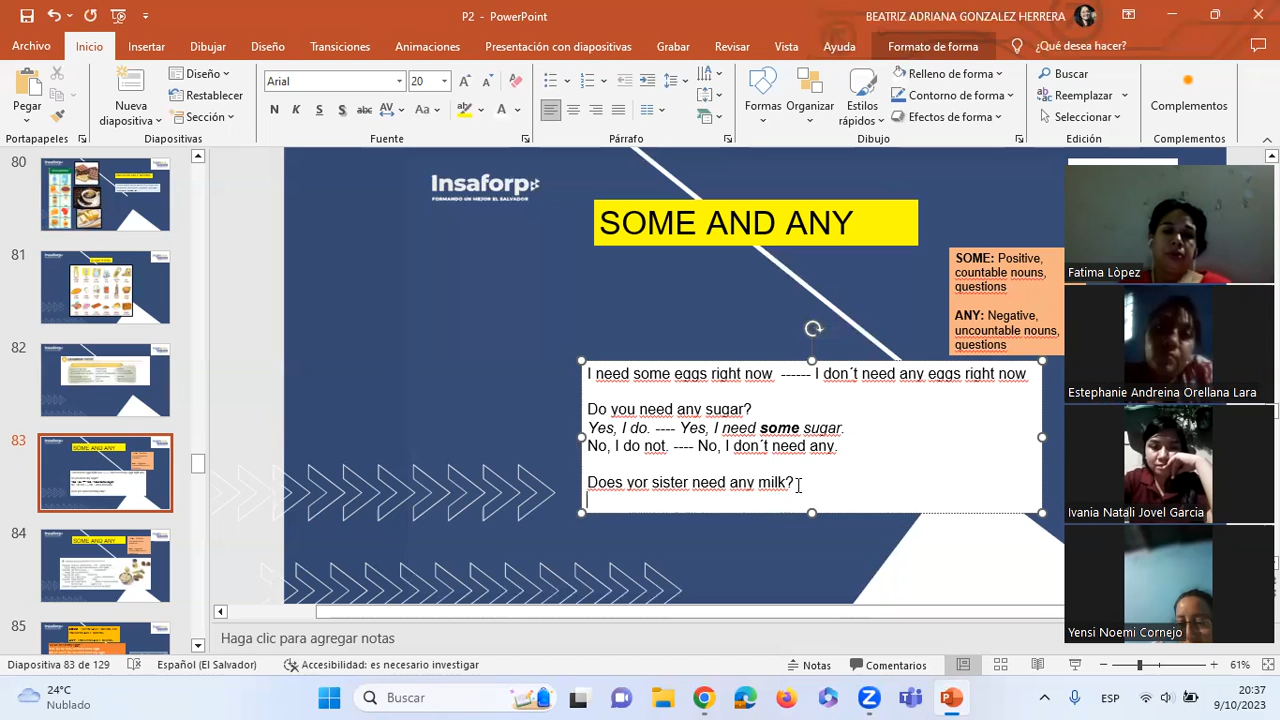 P2 - PowerPoint
BEATRIZ ADRIANA GONZALEZ HERRERA
Archivo Inicio Insertar Dibujar Diseño Transiciones Animaciones Presentación con diapositivas Grabar Revisar Vista Ayuda Formato de forma ¿Qué desea hacer?
Pegar
Portapapeles
Nueva diapositiva
Diseño
Restablecer
Sección
Diapositivas
Arial 20
N K S S abc AV Aa A
Fuente
Párrafo
Formas
Organizar
Estilos rápidos
Relleno de forma
Contorno de forma
Efectos de forma
Dibujo
Buscar
Reemplazar
Seleccionar
Edición
Complementos
Complementos
80
81
82
83
84
85
Insaforp
FORMANDO UN MEJOR EL SALVADOR
SOME AND ANY
SOME: Positive,
countable nouns,
questions
ANY: Negative,
uncountable nouns,
questions
I need some eggs right now ------ I don´t need any eggs right now
Do you need any sugar?
Yes, I do. ---- Yes, I need some sugar.
No, I do not. ---- No, I don´t need any.
Does yor sister need any milk?
Fatima Lòpez
Estephanie Andreina Orellana Lara
Ivania Natáli Jovel García
Yensi Noemi Cornejo
Haga clic para agregar notas
Diapositiva 83 de 129 Español (El Salvador) Accesibilidad: es necesario investigar Notas Comentarios 61%
24°C
Nublado
Buscar
ESP
20:37
9/10/2023